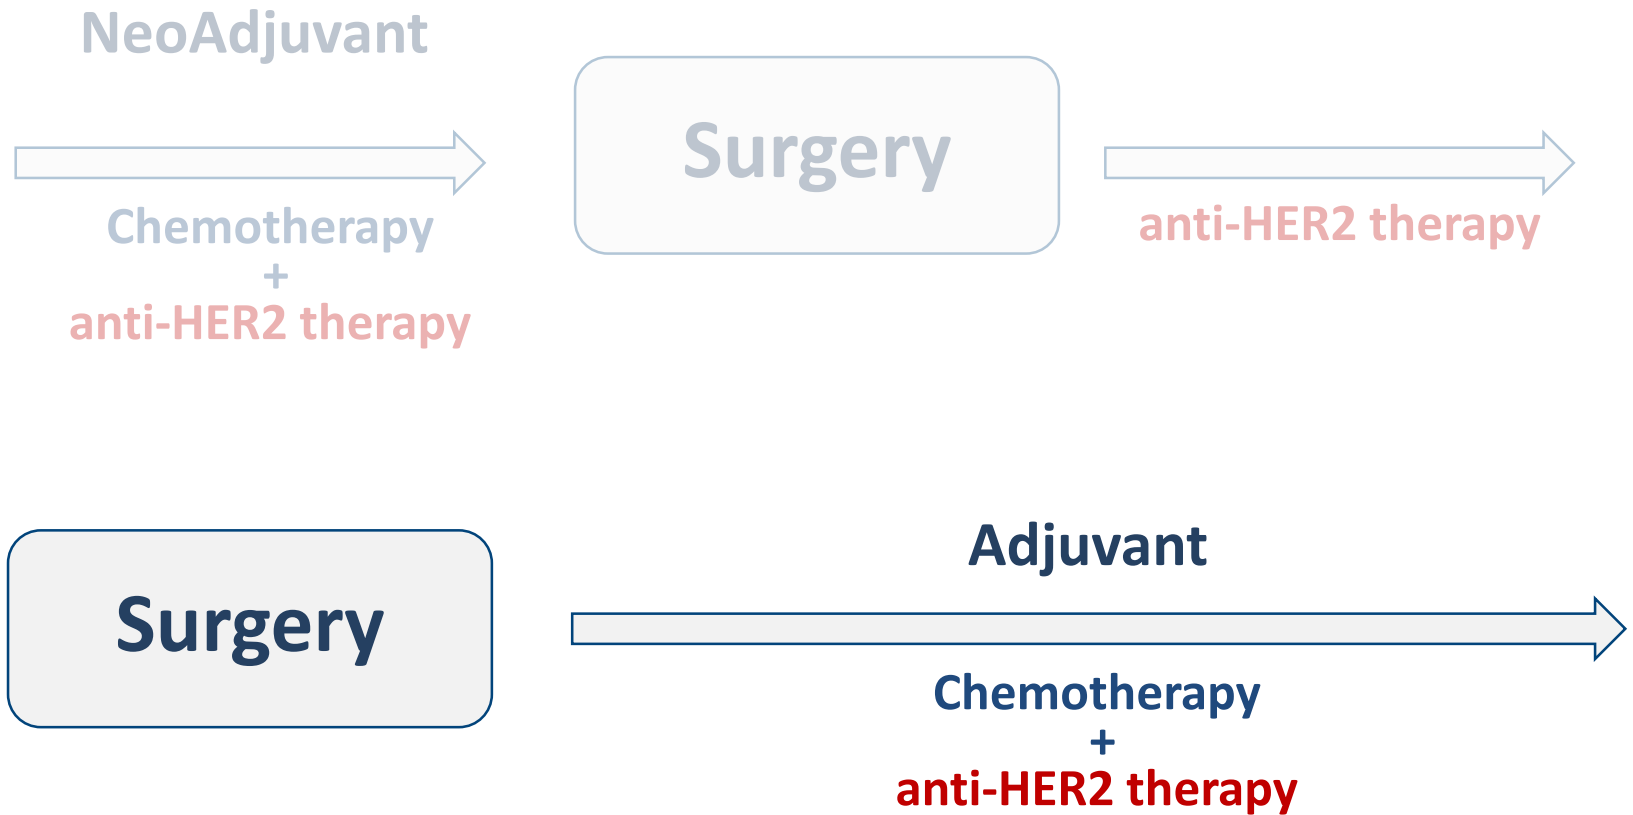 NeoAdjuvant
Surgery
Chemotherapy
+
anti-HER2 therapy
anti-HER2 therapy
Surgery
Adjuvant
Chemotherapy
+
anti-HER2 therapy